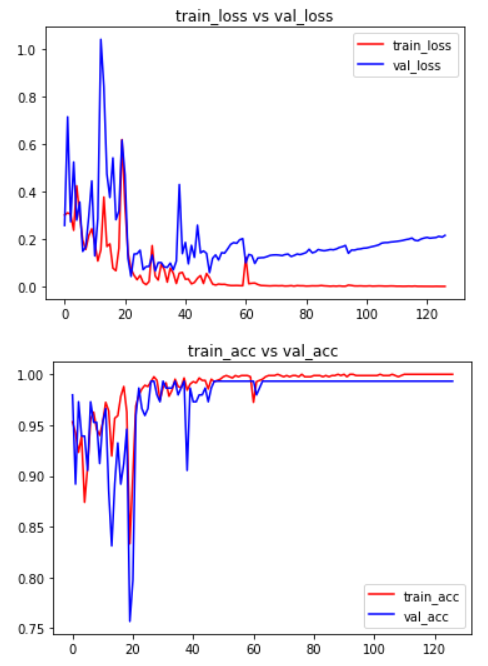 train_loss vs val_loss
train_loss
val_loss
1.0
0.8
0.6
0.4
0.2
0.0
0 20 40 60 80 100 120
train_acc vs val_acc
1.00
0.95
0.90
0.85
0.80
0.75
train_acc
val_acc
0 20 40 60 80 100 120